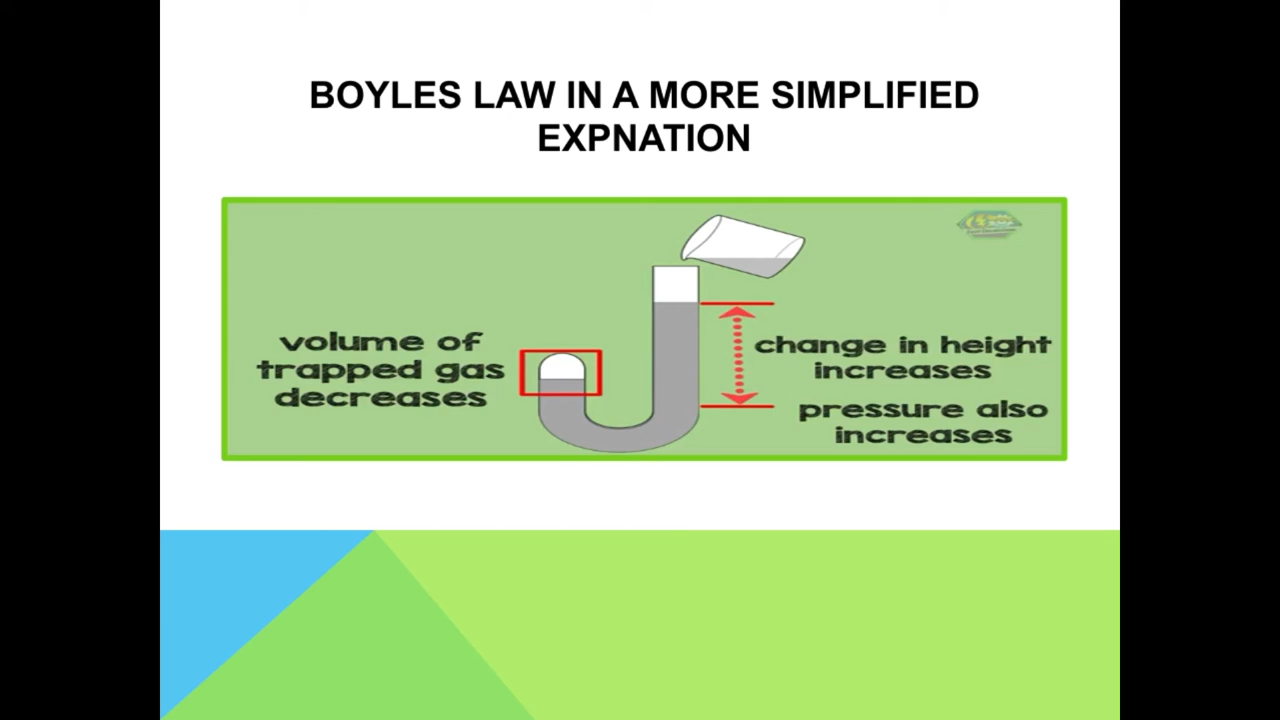 BOYLES LAW IN A MORE SIMPLIFIED
EXPNATION
volume of
trapped gas
decreases
change in height
increases
pressure also
increases